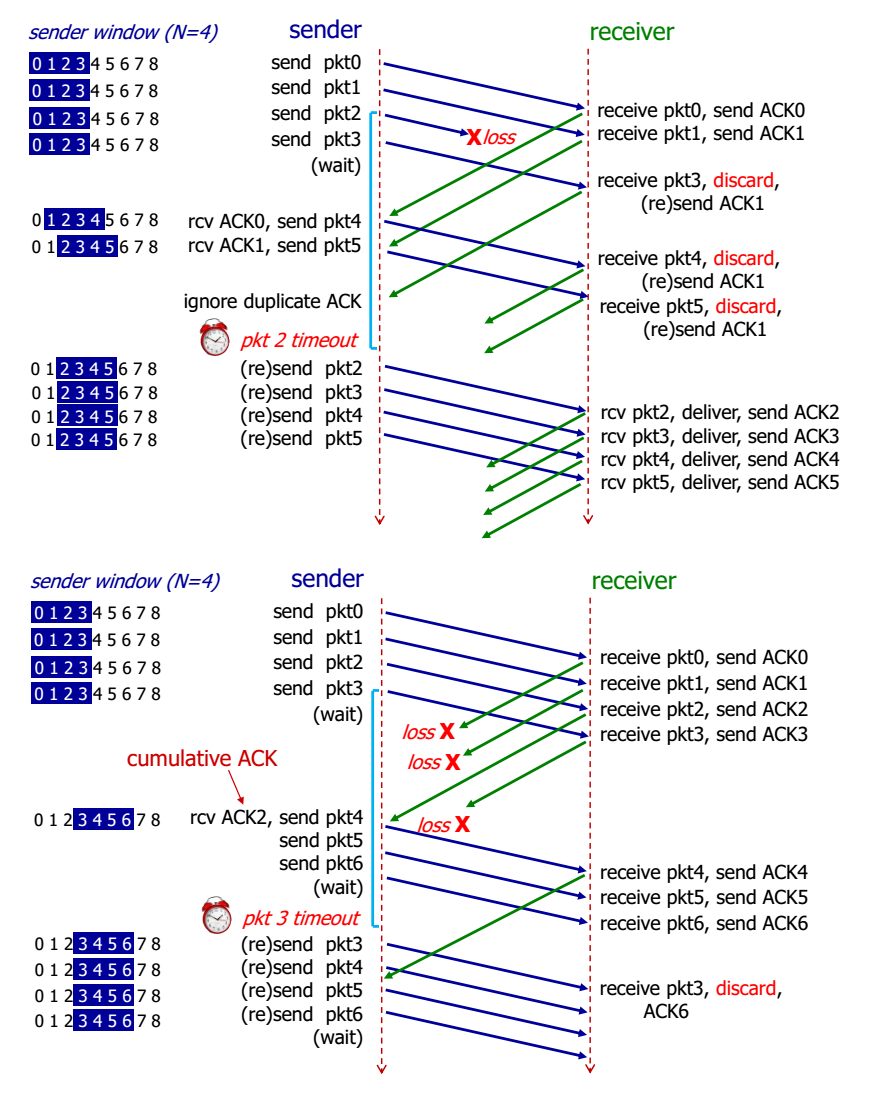 sender window (N=4) sender receiver
0 1 2 3 4 5 6 7 8 send pkt0
0 1 2 3 4 5 6 7 8 send pkt1
0 1 2 3 4 5 6 7 8 send pkt2 receive pkt0, send ACK0
0 1 2 3 4 5 6 7 8 send pkt3 X loss receive pkt1, send ACK1
(wait)
receive pkt3, discard,
(re)send ACK1
0 1 2 3 4 5 6 7 8 rcv ACK0, send pkt4
0 1 2 3 4 5 6 7 8 rcv ACK1, send pkt5
receive pkt4, discard,
(re)send ACK1
ignore duplicate ACK receive pkt5, discard,
(re)send ACK1
pkt 2 timeout
0 1 2 3 4 5 6 7 8 (re)send pkt2
0 1 2 3 4 5 6 7 8 (re)send pkt3
0 1 2 3 4 5 6 7 8 (re)send pkt4 rcv pkt2, deliver, send ACK2
0 1 2 3 4 5 6 7 8 (re)send pkt5 rcv pkt3, deliver, send ACK3
rcv pkt4, deliver, send ACK4
rcv pkt5, deliver, send ACK5
sender window (N=4) sender receiver
0 1 2 3 4 5 6 7 8 send pkt0
0 1 2 3 4 5 6 7 8 send pkt1
0 1 2 3 4 5 6 7 8 send pkt2 receive pkt0, send ACK0
0 1 2 3 4 5 6 7 8 send pkt3 receive pkt1, send ACK1
(wait) receive pkt2, send ACK2
loss X receive pkt3, send ACK3
cumulative ACK loss X
0 1 2 3 4 5 6 7 8 rcv ACK2, send pkt4 loss X
send pkt5
send pkt6 receive pkt4, send ACK4
(wait) receive pkt5, send ACK5
pkt 3 timeout receive pkt6, send ACK6
0 1 2 3 4 5 6 7 8 (re)send pkt3
0 1 2 3 4 5 6 7 8 (re)send pkt4
0 1 2 3 4 5 6 7 8 (re)send pkt5 receive pkt3, discard,
0 1 2 3 4 5 6 7 8 (re)send pkt6 ACK6
(wait)